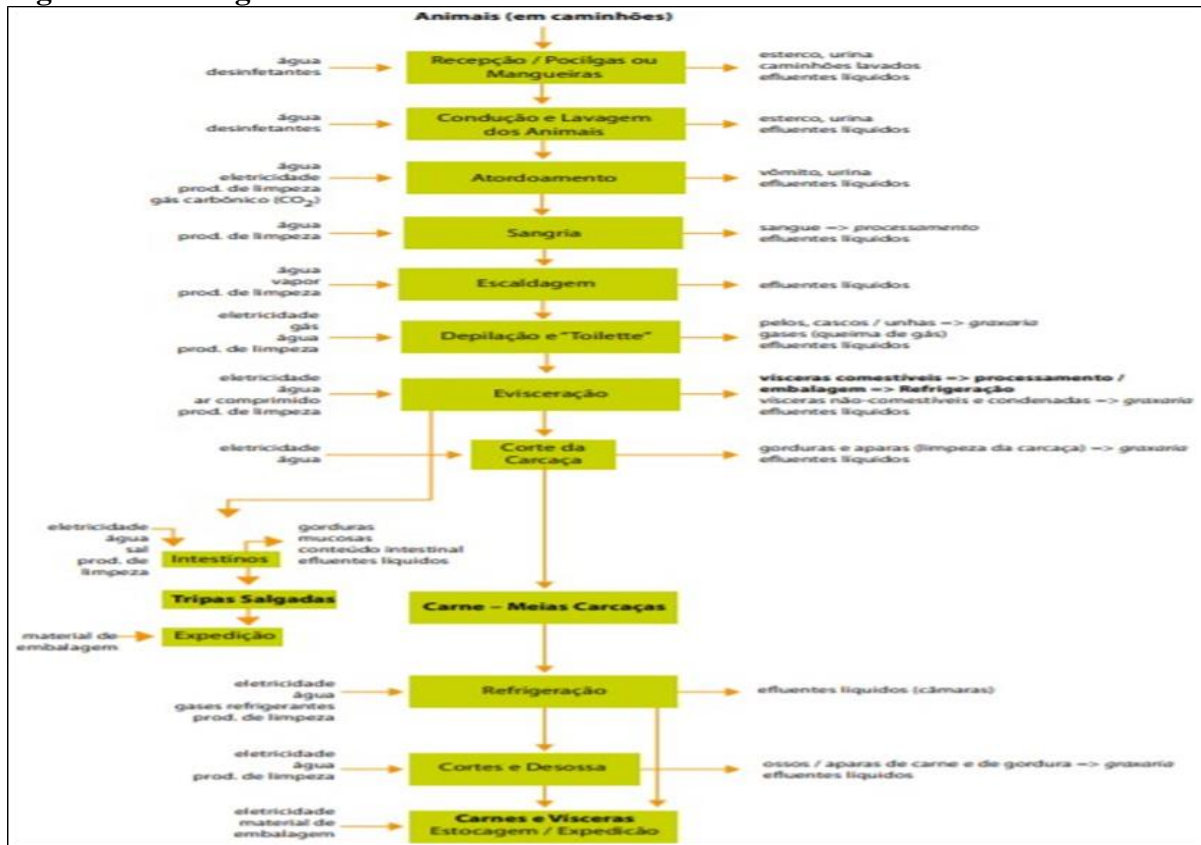 Animais (em caminhões)
água
desinfetantes
Recepção / Pocilgas ou
Mangueiras
esterco, urina
caminhões lavados
efluentes líquidos
água
desinfetantes
Condução e Lavagem
dos Animais
esterco, urina
efluentes líquidos
água
eletricidade
prod. de limpeza
gás carbônico (CO2)
Atordoamento
vômito, urina
efluentes líquidos
água
prod. de limpeza
Sangria
sangue => processamento
efluentes líquidos
água
vapor
prod. de limpeza
Escaldagem
efluentes líquidos
eletricidade
gás
água
prod. de limpeza
Depilação e "Toilette"
pelos, cascos / unhas => graxaria
gases (queima de gás)
efluentes líquidos
eletricidade
água
ar comprimido
prod. de limpeza
Evisceração
vísceras comestíveis => processamento /
embalagem => Refrigeração
vísceras não-comestíveis e condenadas => graxaria
efluentes líquidos
eletricidade
água
Corte da
Carcaça
gorduras e aparas (limpeza da carcaça) => graxaria
efluentes líquidos
eletricidade
água
sal
prod. de
limpeza
Intestinos
gorduras
mucosas
conteúdo intestinal
efluentes líquidos
Tripas Salgadas
material de
embalagem
Expedição
Carne – Meias Carcaças
eletricidade
água
gases refrigerantes
prod. de limpeza
Refrigeração
efluentes líquidos (câmaras)
eletricidade
água
prod. de limpeza
Cortes e Desossa
ossos / aparas de carne e de gordura => graxaria
efluentes líquidos
eletricidade
material de
embalagem
Carnes e Vísceras
Estocagem / Expedicão